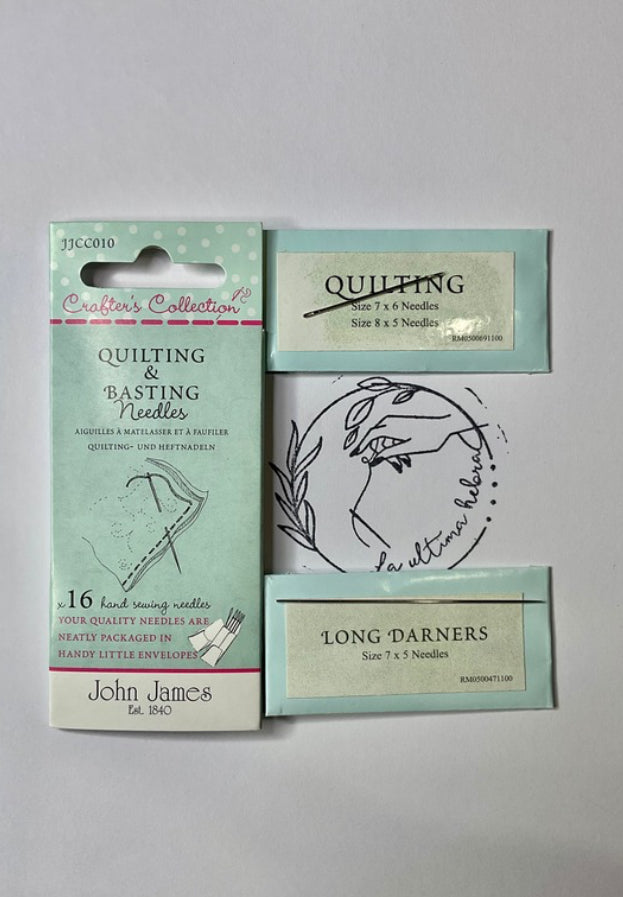 JJCC010
Crafter's Collection
QUILTING
&
BASTING
Needles
AIGUILLES À MATELASSER ET À FAUFILER
QUILTING- UND HEFTNADELN
x 16 hand sewing needles
YOUR QUALITY NEEDLES ARE
NEATLY PACKAGED IN
HANDY LITTLE ENVELOPES
John James
Est. 1840
QUILTING
Size 7 x 6 Needles
Size 8 x 5 Needles
RM0500691100
La ultima hebra
LONG DARNERS
Size 7 x 5 Needles
RM0500471100